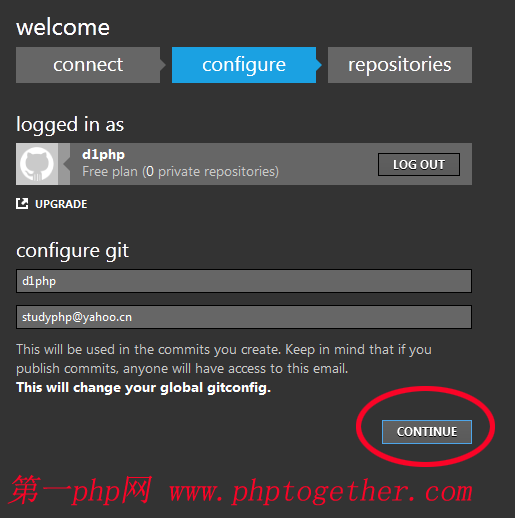 welcome
connect configure repositories
logged in as
d1php
Free plan (0 private repositories)
LOG OUT
UPGRADE
configure git
d1php
studyphp@yahoo.cn
This will be used in the commits you create. Keep in mind that if you
publish commits, anyone will have access to this email.
This will change your global gitconfig.
CONTINUE
第一php网 www.phptogether.com